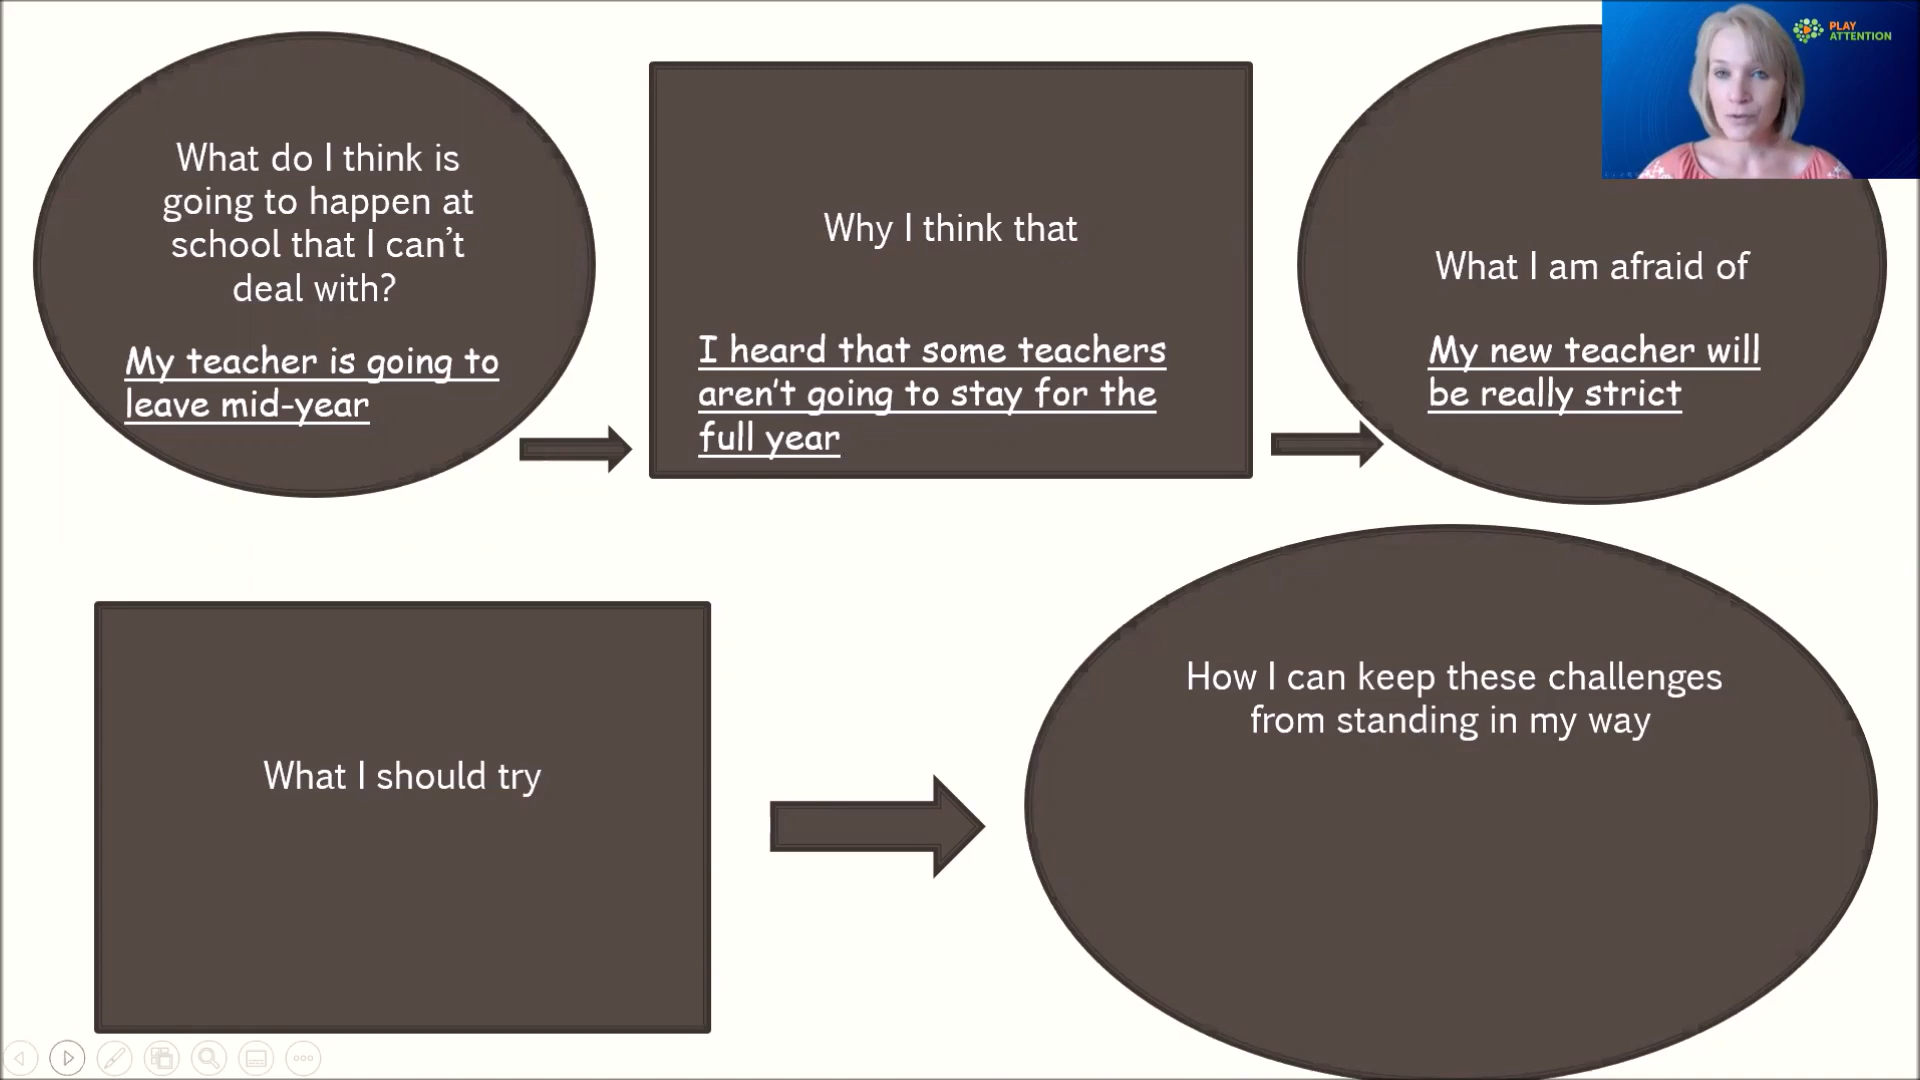 What do I think is
going to happen at
school that I can't
deal with?
My teacher is going to
leave mid-year
Why I think that
I heard that some teachers
aren't going to stay for the
full year
What I am afraid of
My new teacher will
be really strict
PLAY
ATTENTION
What I should try
How I can keep these challenges
from standing in my way